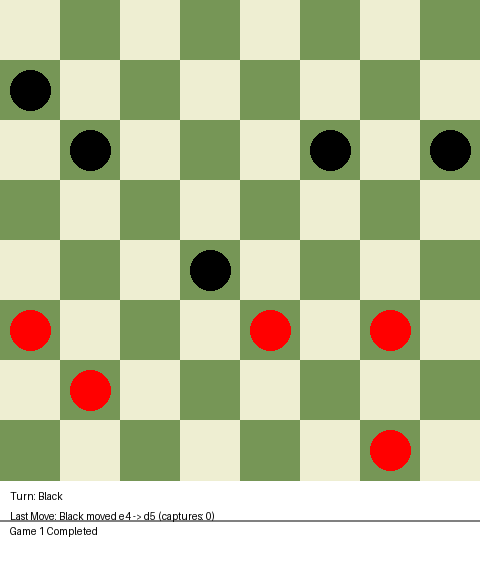 Turn: Black
Last Move: Black moved e4 -> d5 (captures: 0)
Game 1 Completed